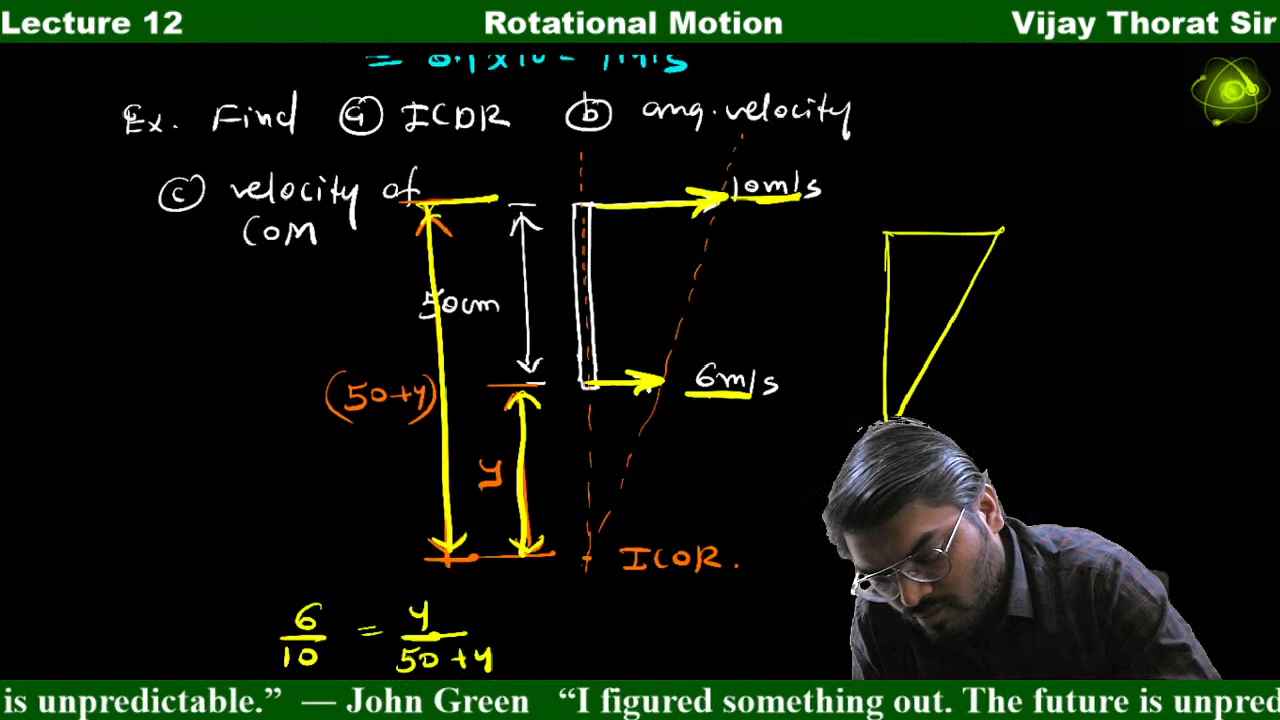 Lecture 12
Rotational Motion
Vijay Thorat Sir
Ex. Find (a) ICOR (b) ang. velocity
(c) velocity of
COM
10m/s
50cm
6m/s
(50+y)
y
ICOR.
6/10 = y/50+y
is unpredictable.” — John Green “I figured something out. The future is unpred